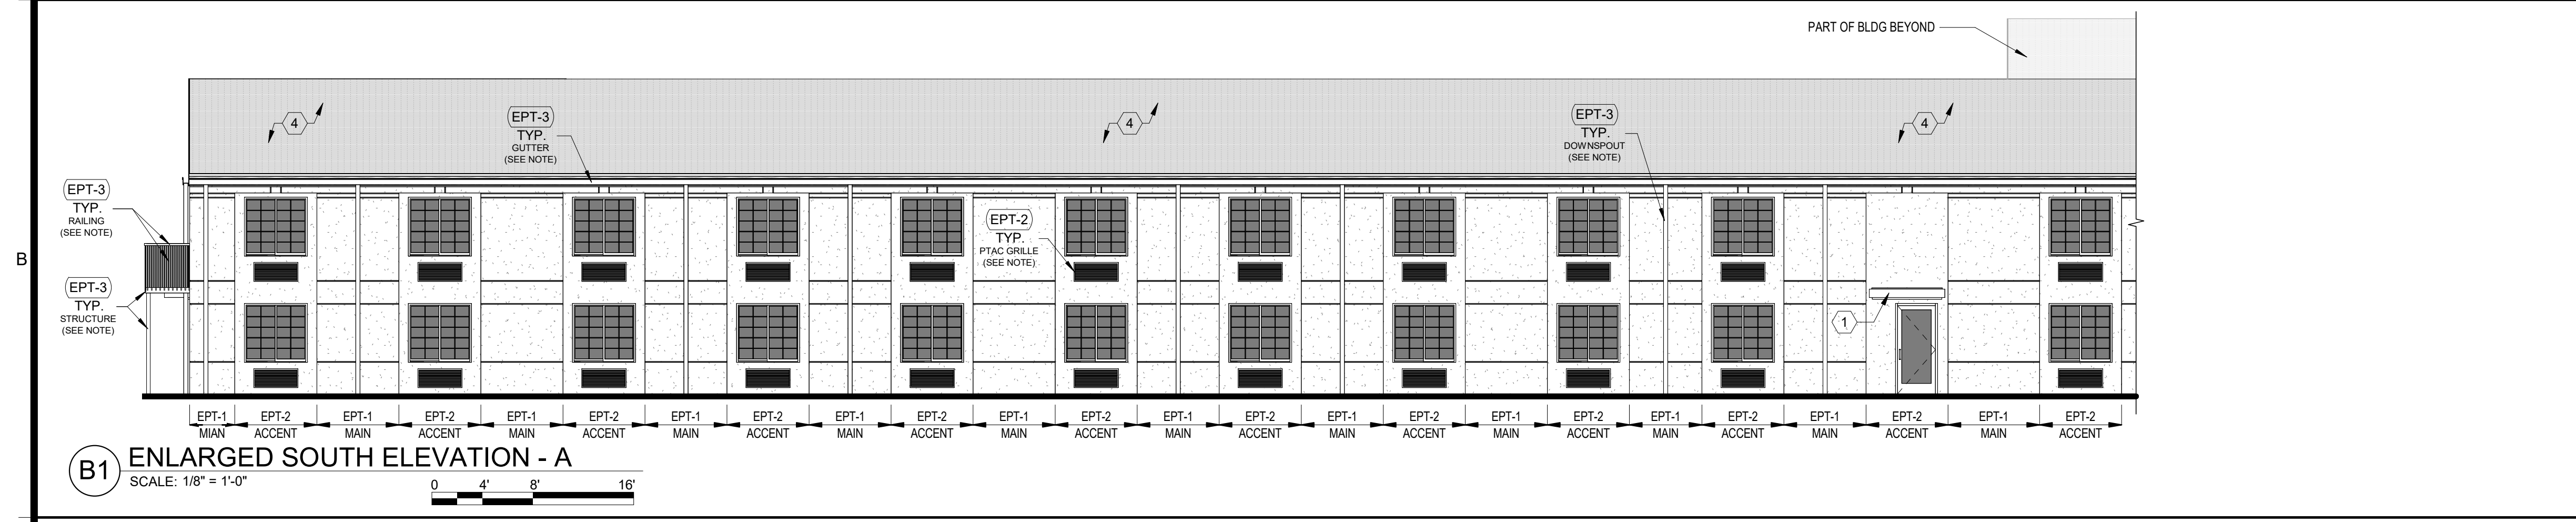 PART OF BLDG BEYOND
4
4
4
EPT-3
TYP.
GUTTER
(SEE NOTE)
EPT-3
TYP.
DOWNSPOUT
(SEE NOTE)
EPT-3
TYP.
RAILING
(SEE NOTE)
EPT-2
TYP.
PTAC GRILLE
(SEE NOTE)
B
EPT-3
TYP.
STRUCTURE
(SEE NOTE)
1
EPT-1 EPT-2 EPT-1 EPT-2 EPT-1 EPT-2 EPT-1 EPT-2 EPT-1 EPT-2 EPT-1 EPT-2 EPT-1 EPT-2 EPT-1 EPT-2 EPT-1 EPT-2 EPT-1 EPT-2 EPT-1 EPT-2 EPT-1 EPT-2
MIAN ACCENT MAIN ACCENT MAIN ACCENT MAIN ACCENT MAIN ACCENT MAIN ACCENT MAIN ACCENT MAIN ACCENT MAIN ACCENT MAIN ACCENT MAIN ACCENT MAIN ACCENT
B1 ENLARGED SOUTH ELEVATION - A
SCALE: 1/8" = 1'-0"
0 4' 8' 16'